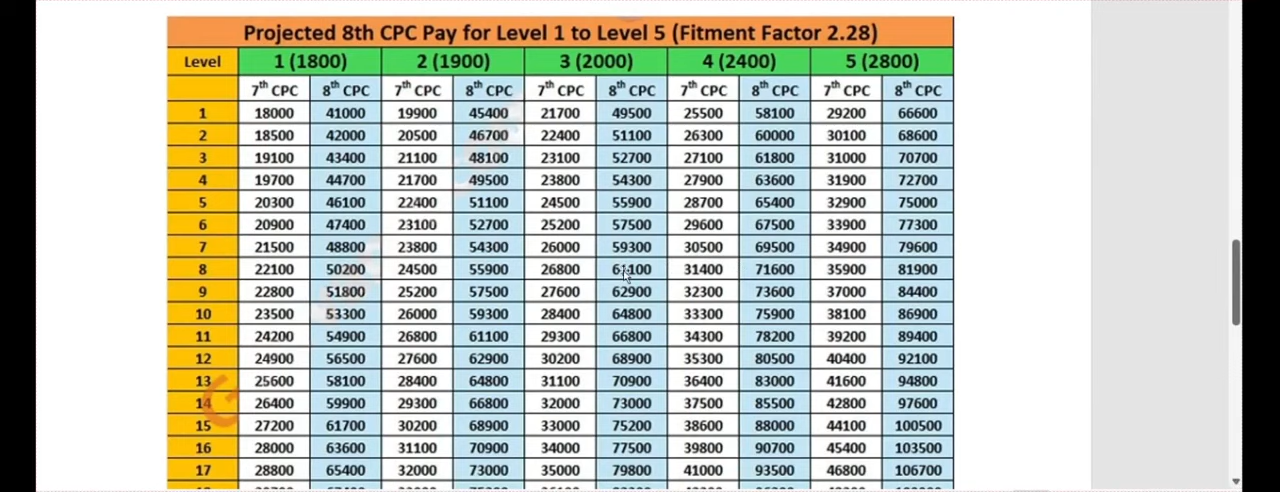 Projected 8th CPC Pay for Level 1 to Level 5 (Fitment Factor 2.28)
Level 1 (1800) 2 (1900) 3 (2000) 4 (2400) 5 (2800)
7th CPC 8th CPC 7th CPC 8th CPC 7th CPC 8th CPC 7th CPC 8th CPC 7th CPC 8th CPC
1 18000 41000 19900 45400 21700 49500 25500 58100 29200 66600
2 18500 42000 20500 46700 22400 51100 26300 60000 30100 68600
3 19100 43400 21100 48100 23100 52700 27100 61800 31000 70700
4 19700 44700 21700 49500 23800 54300 27900 63600 31900 72700
5 20300 46100 22400 51100 24500 55900 28700 65400 32900 75000
6 20900 47400 23100 52700 25200 57500 29600 67500 33900 77300
7 21500 48800 23800 54300 26000 59300 30500 69500 34900 79600
8 22100 50200 24500 55900 26800 61100 31400 71600 35900 81900
9 22800 51800 25200 57500 27600 62900 32300 73600 37000 84400
10 23500 53300 26000 59300 28400 64800 33300 75900 38100 86900
11 24200 54900 26800 61100 29300 66800 34300 78200 39200 89400
12 24900 56500 27600 62900 30200 68900 35300 80500 40400 92100
13 25600 58100 28400 64800 31100 70900 36400 83000 41600 94800
14 26400 59900 29300 66800 32000 73000 37500 85500 42800 97600
15 27200 61700 30200 68900 33000 75200 38600 88000 44100 100500
16 28000 63600 31100 70900 34000 77500 39800 90700 45400 103500
17 28800 65400 32000 73000 35000 79800 41000 93500 46800 106700